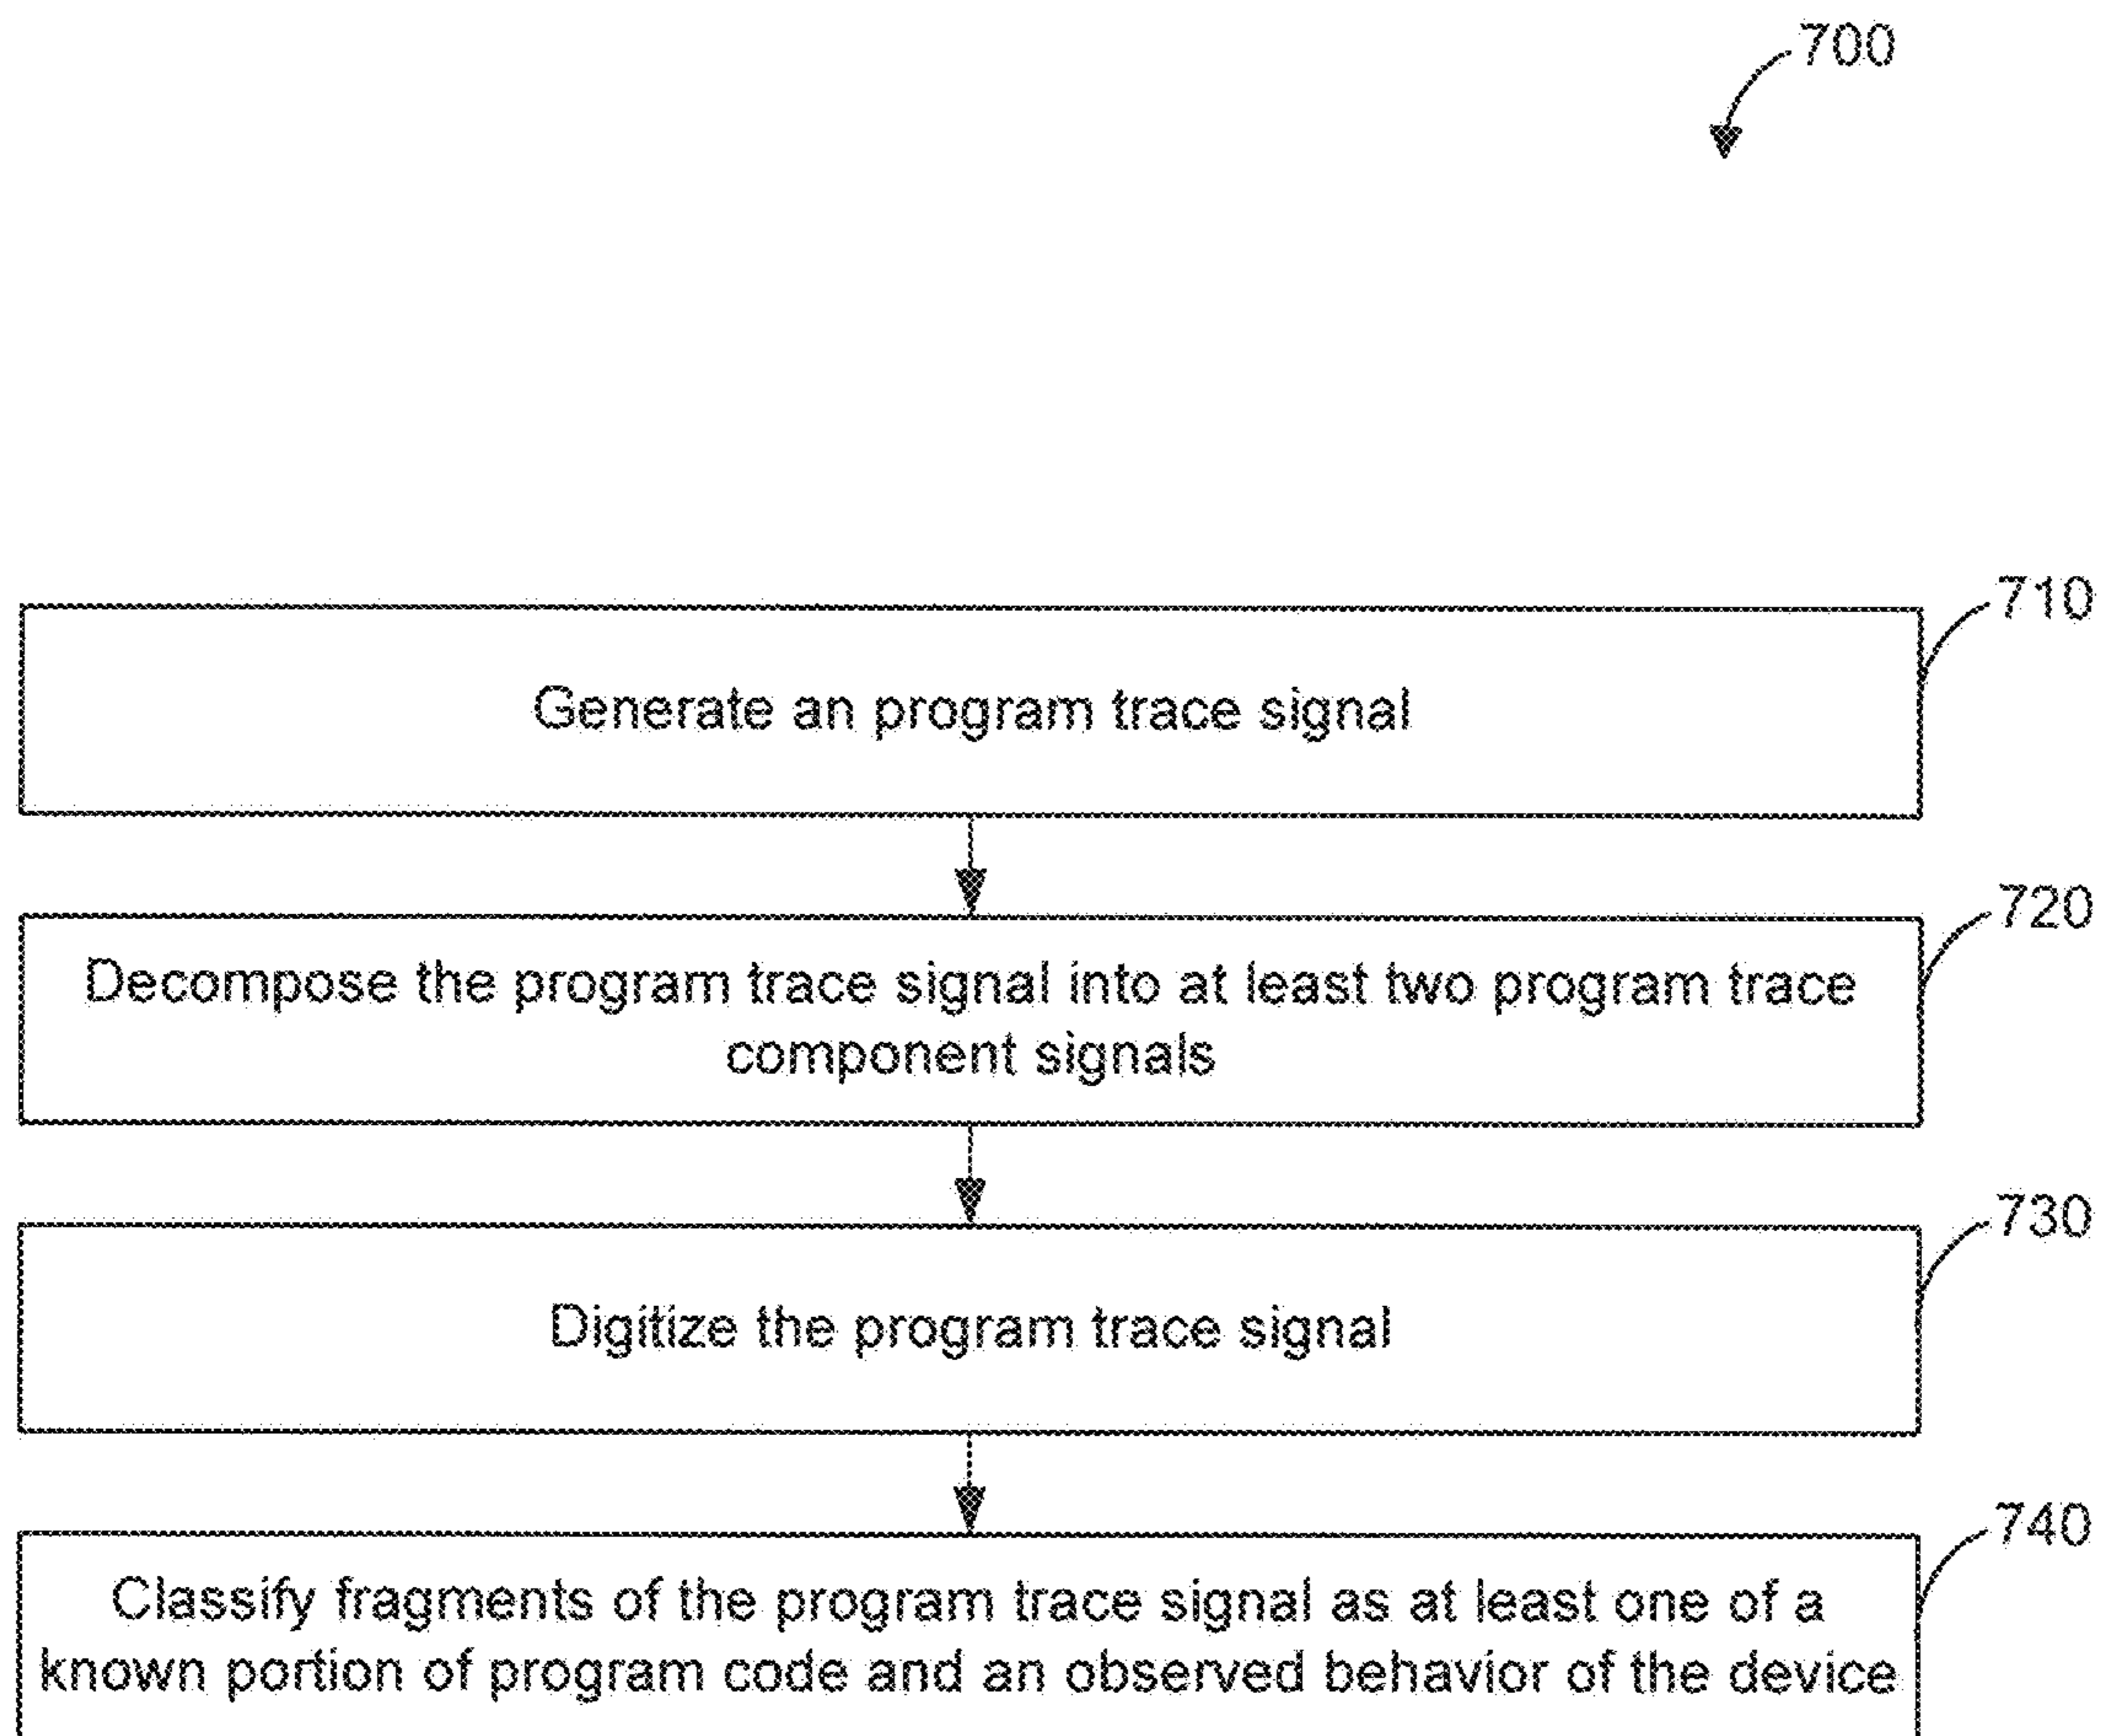 700
710
Generate an program trace signal
720
Decompose the program trace signal into at least two program trace
component signals
730
Digitize the program trace signal
740
Classify fragments of the program trace signal as at least one of a
known portion of program code and an observed behavior of the device